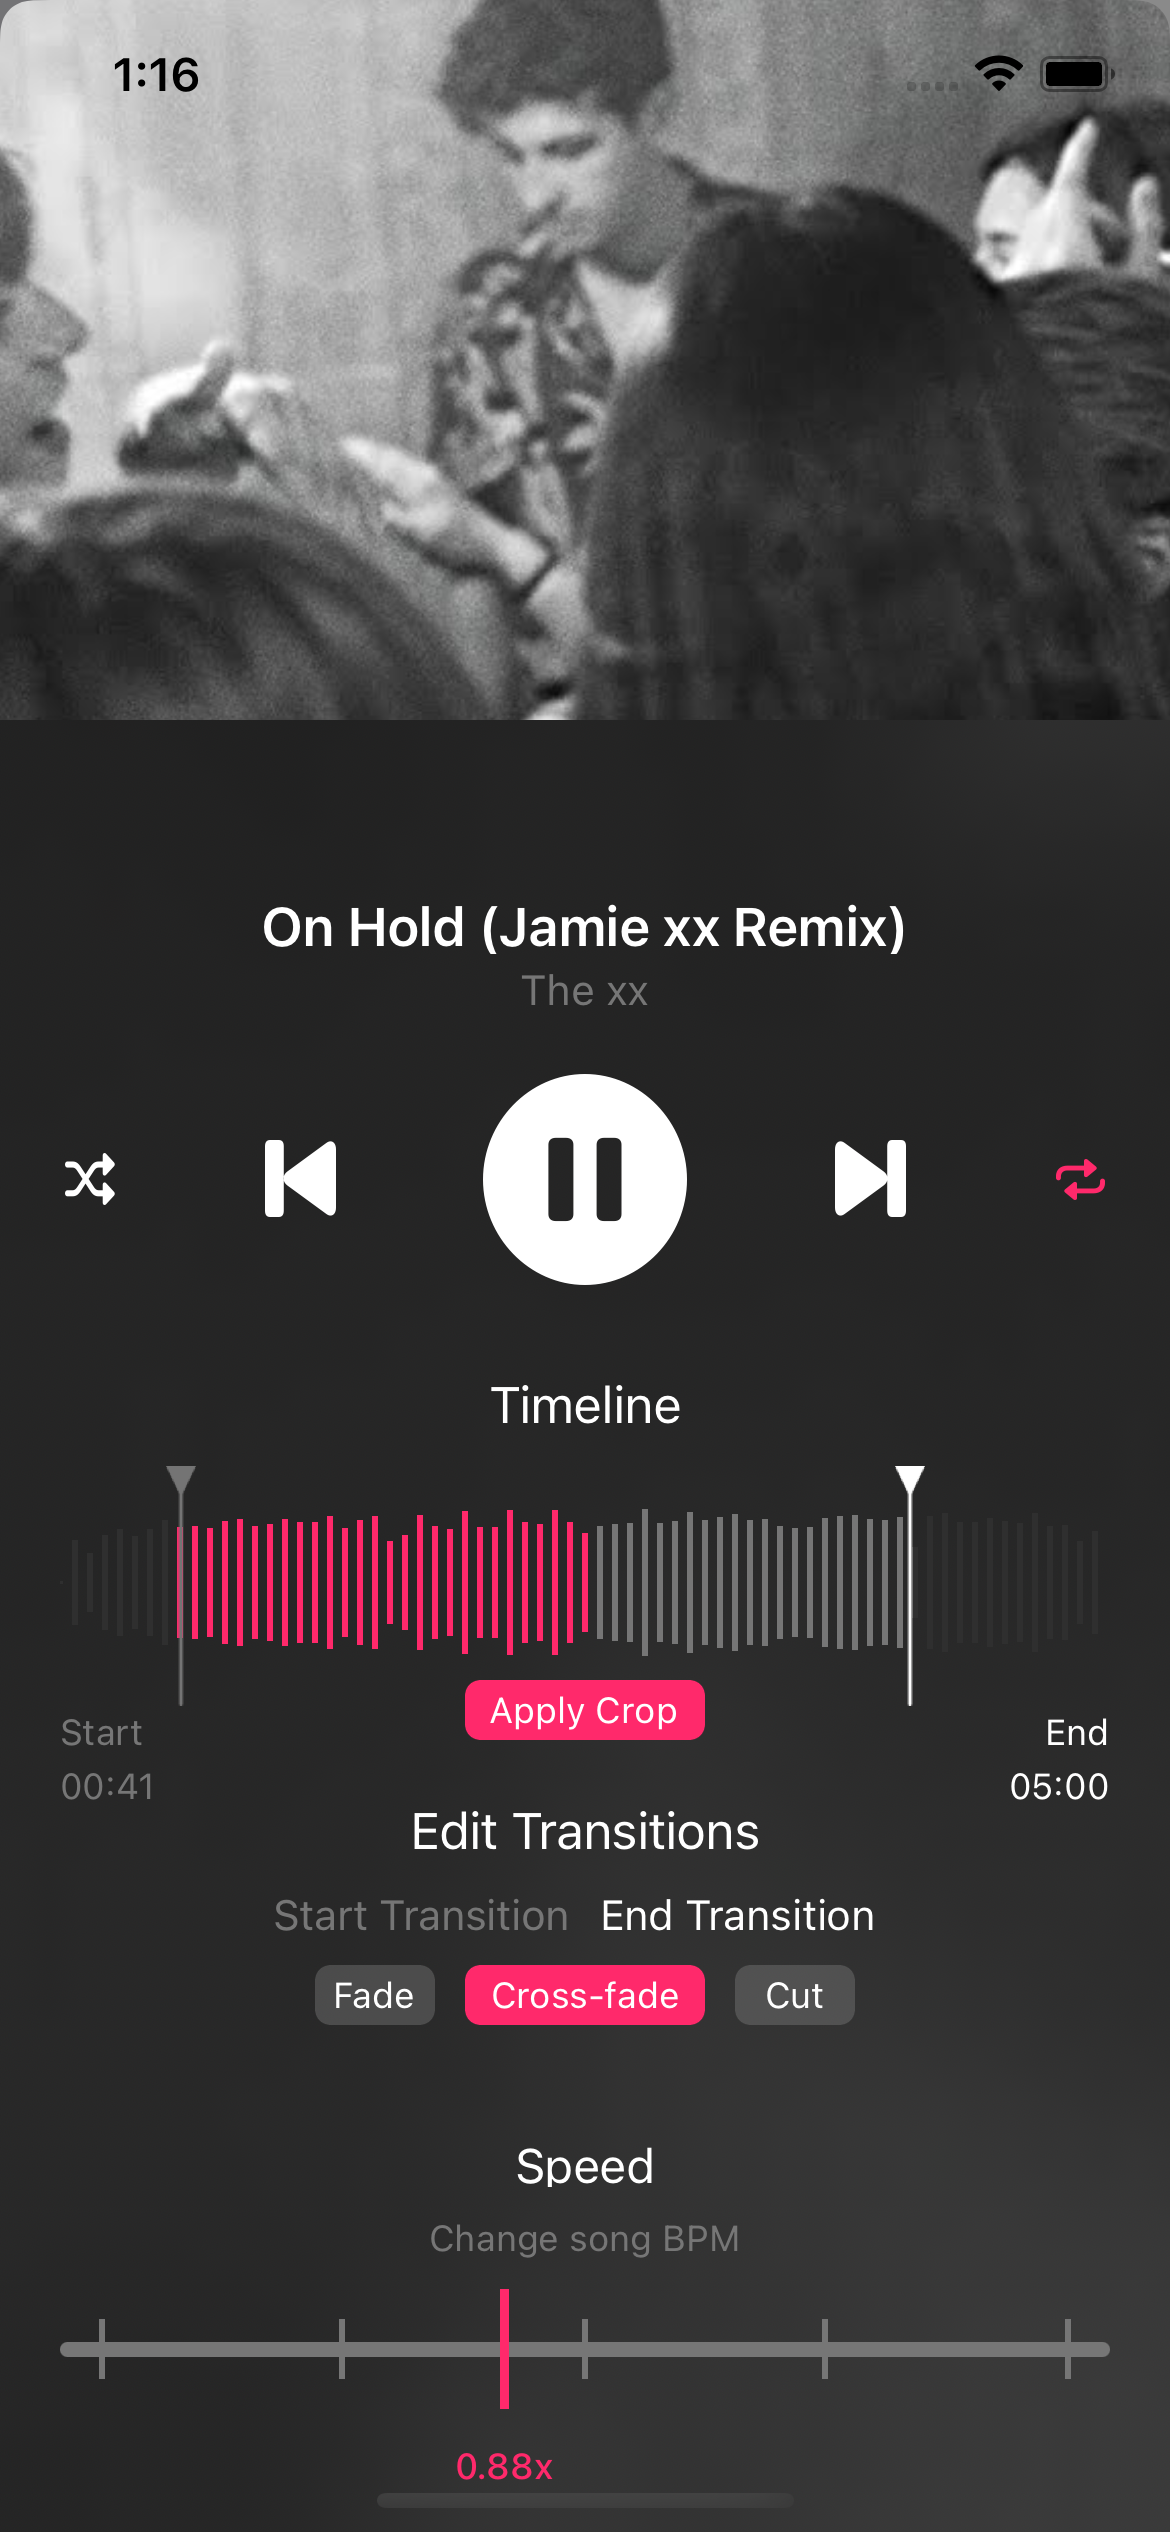 1:16
On Hold (Jamie xx Remix)
The xx
Timeline
Apply Crop
Start
End
00:41
05:00
Edit Transitions
Start Transition
End Transition
Fade
Cross-fade
Cut
Speed
Change song BPM
0.88x